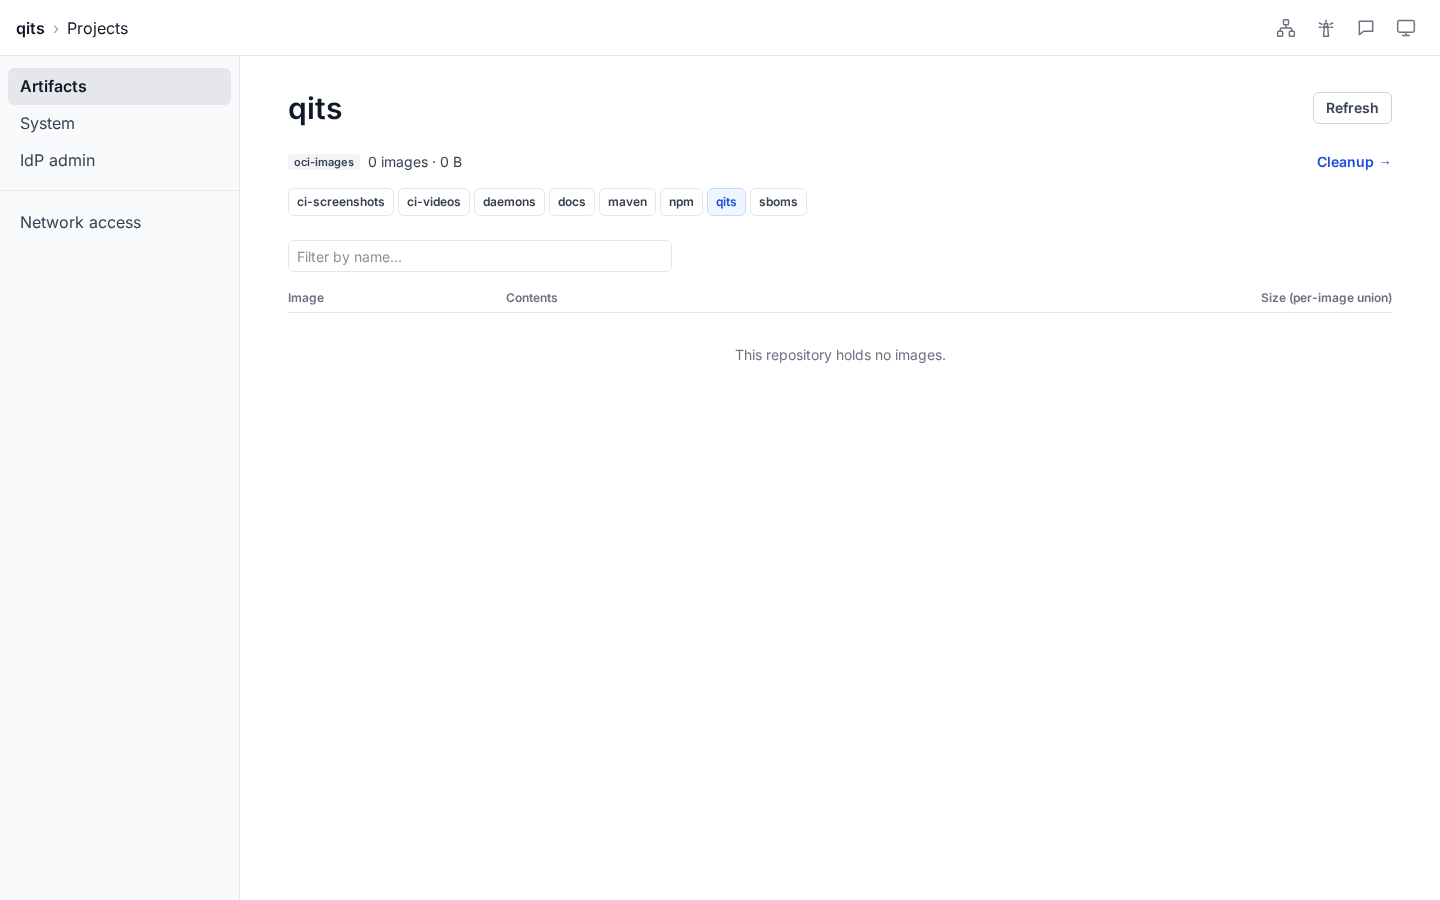 qits › Projects
Artifacts
System
IdP admin
Network access
qits
Refresh
oci-images 0 images · 0 B
Cleanup →
ci-screenshots ci-videos daemons docs maven npm qits sboms
Filter by name...
Image Contents Size (per-image union)
This repository holds no images.